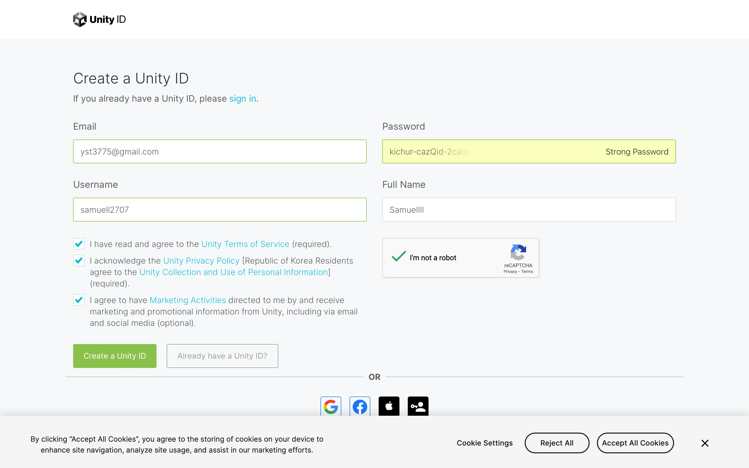 Unity ID
Create a Unity ID
If you already have a Unity ID, please sign in.
Email
Password
yst3775@gmail.com
Strong Password
Username
Full Name
samuell2707
Samuellll
I have read and agree to the Unity Terms of Service (required).
I acknowledge the Unity Privacy Policy [Republic of Korea Residents
agree to the Unity Collection and Use of Personal Information]
(required).
I agree to have Marketing Activities directed to me by and receive
marketing and promotional information from Unity, including via email
and social media (optional).
I'm not a robot
reCAPTCHA
Privacy - Terms
Create a Unity ID
Already have a Unity ID?
OR
By clicking “Accept All Cookies”, you agree to the storing of cookies on your device to
enhance site navigation, analyze site usage, and assist in our marketing efforts.
Cookie Settings
Reject All
Accept All Cookies